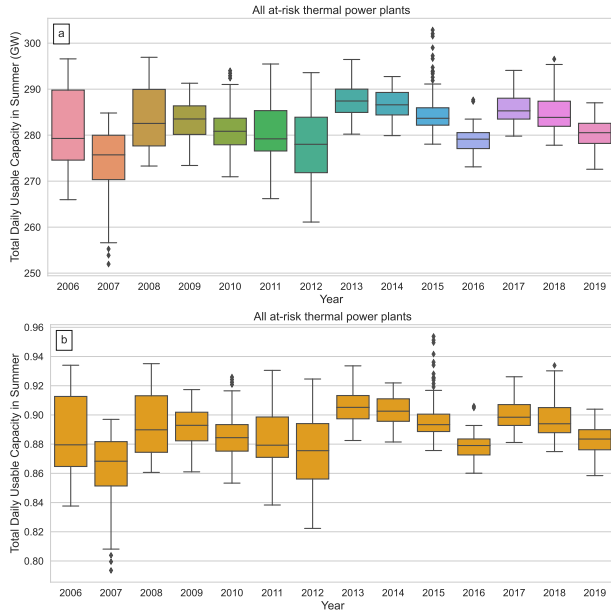 All at-risk thermal power plants
a
Total Daily Usable Capacity in Summer (GW)
300
290
280
270
260
250
2006 2007 2008 2009 2010 2011 2012 2013 2014 2015 2016 2017 2018 2019
Year
All at-risk thermal power plants
b
Total Daily Usable Capacity in Summer
0.96
0.94
0.92
0.90
0.88
0.86
0.84
0.82
0.80
2006 2007 2008 2009 2010 2011 2012 2013 2014 2015 2016 2017 2018 2019
Year